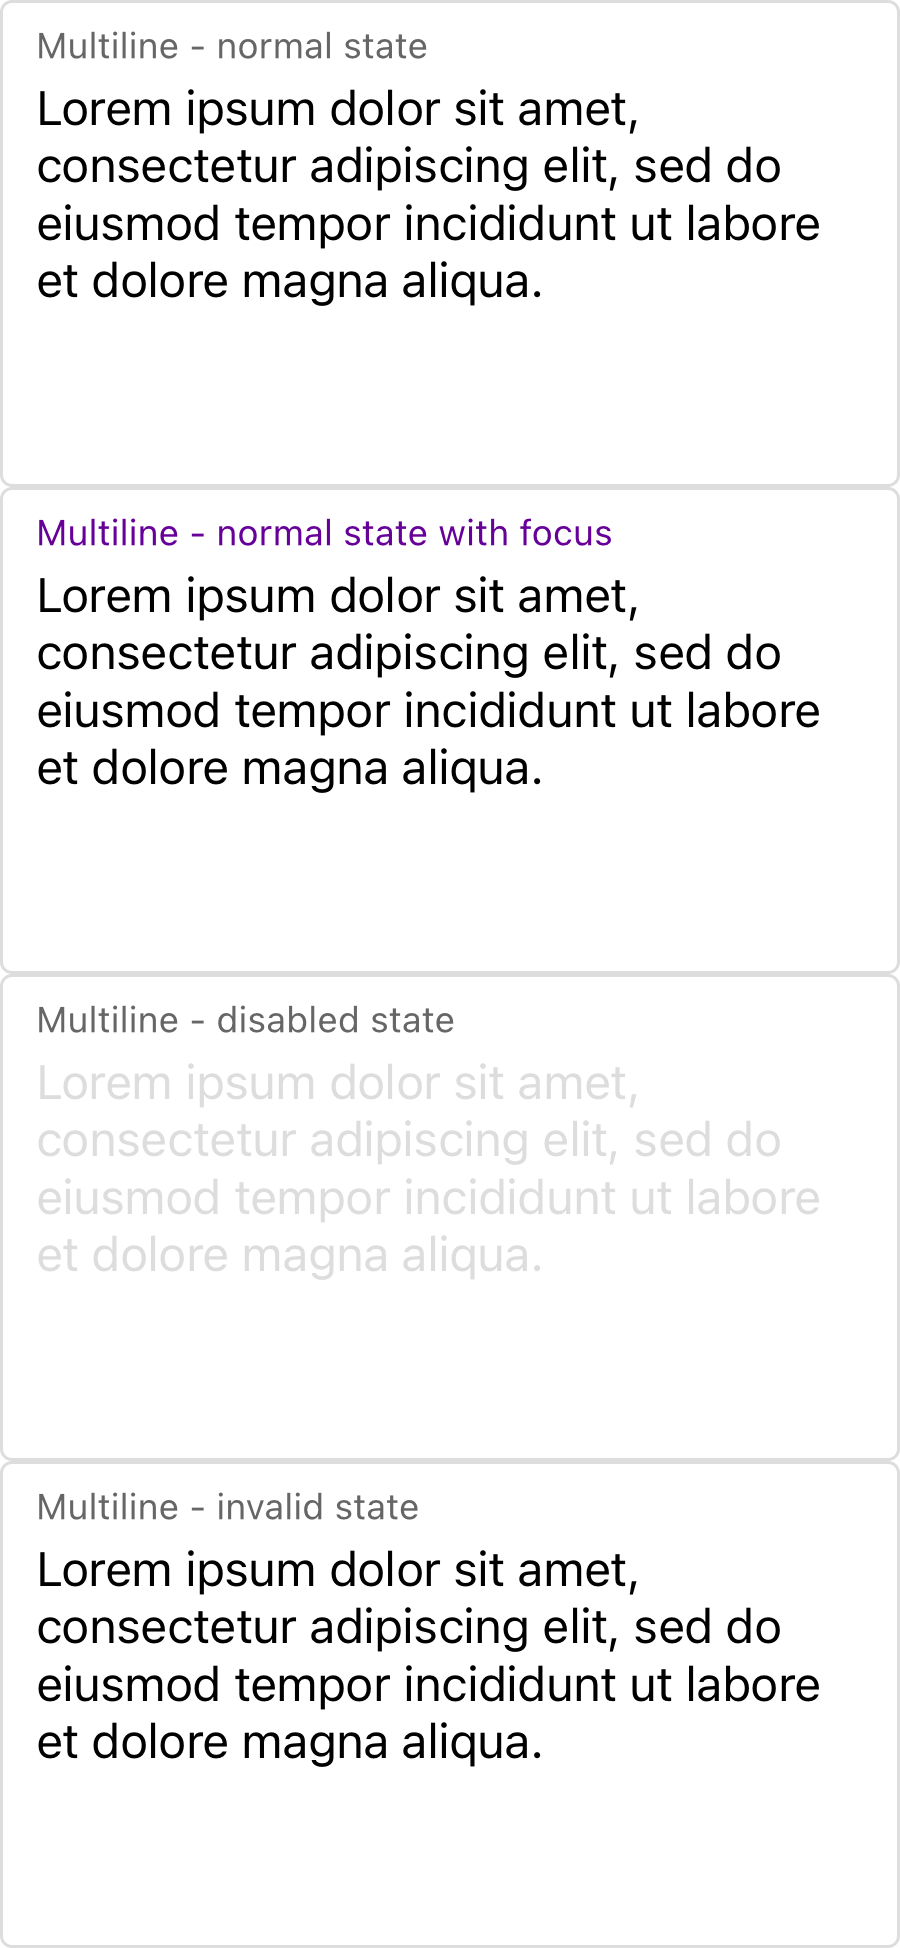 Multiline - normal state
Lorem ipsum dolor sit amet,
consectetur adipiscing elit, sed do
eiusmod tempor incididunt ut labore
et dolore magna aliqua.
Multiline - normal state with focus
Lorem ipsum dolor sit amet,
consectetur adipiscing elit, sed do
eiusmod tempor incididunt ut labore
et dolore magna aliqua.
Multiline - disabled state
Lorem ipsum dolor sit amet,
consectetur adipiscing elit, sed do
eiusmod tempor incididunt ut labore
et dolore magna aliqua.
Multiline - invalid state
Lorem ipsum dolor sit amet,
consectetur adipiscing elit, sed do
eiusmod tempor incididunt ut labore
et dolore magna aliqua.